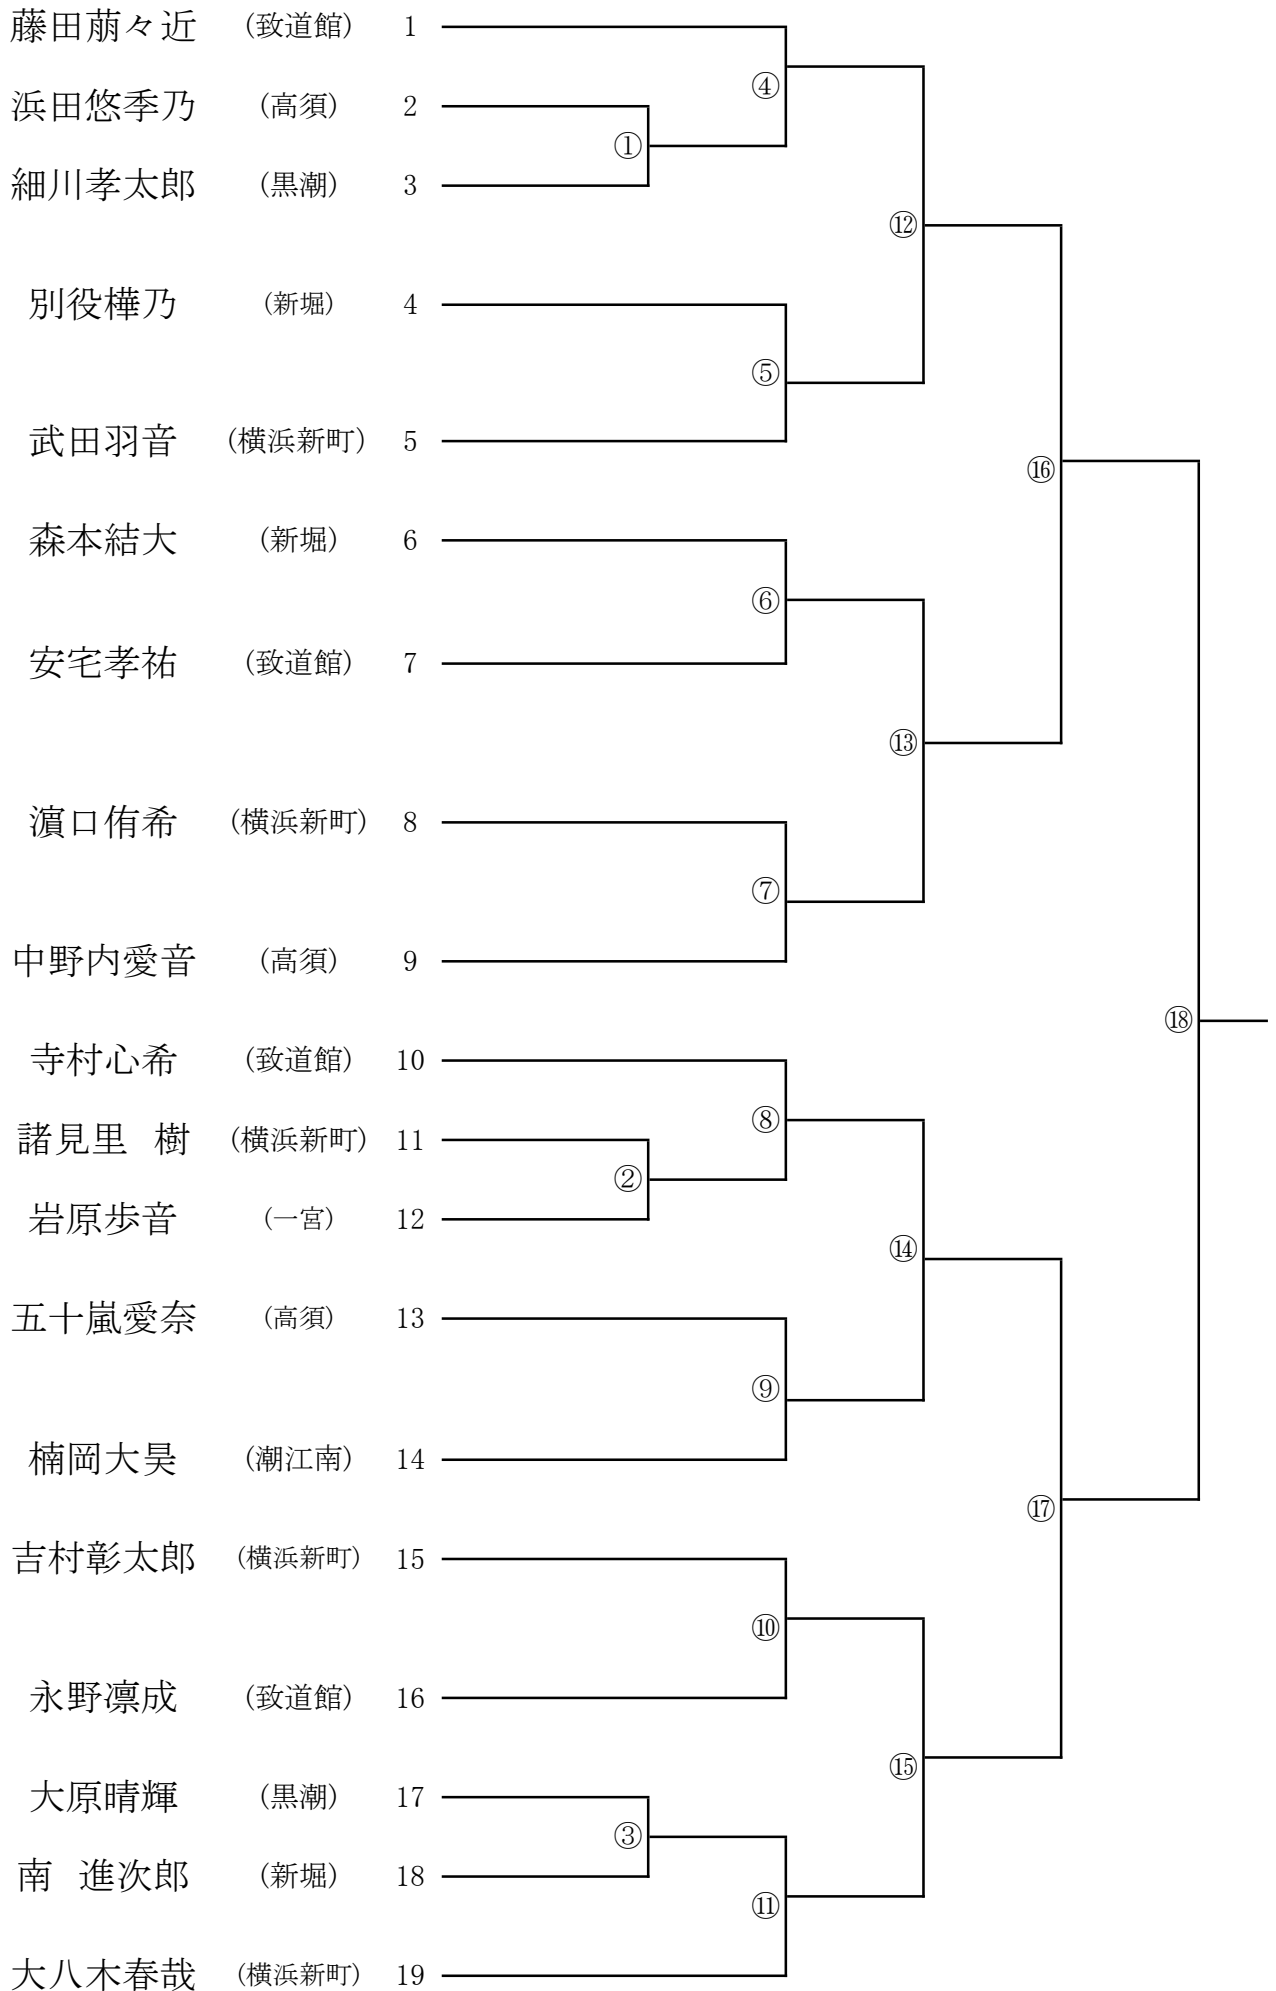 藤田萠々近 (致道館) 1
④
浜田悠季乃 (高須) 2
①
細川孝太郎 (黒潮) 3
⑫
別役樺乃 (新堀) 4
⑤
武田羽音 (横浜新町) 5
⑯
森本結大 (新堀) 6
⑥
安宅孝祐 (致道館) 7
⑬
濵口侑希 (横浜新町) 8
⑦
中野内愛音 (高須) 9
⑱
寺村心希 (致道館) 10
⑧
諸見里 樹 (横浜新町) 11
②
岩原歩音 (一宮) 12
⑭
五十嵐愛奈 (高須) 13
⑨
楠岡大昊 (潮江南) 14
⑰
吉村彰太郎 (横浜新町) 15
⑩
永野凛成 (致道館) 16
⑮
大原晴輝 (黒潮) 17
③
南 進次郎 (新堀) 18
⑪
大八木春哉 (横浜新町) 19